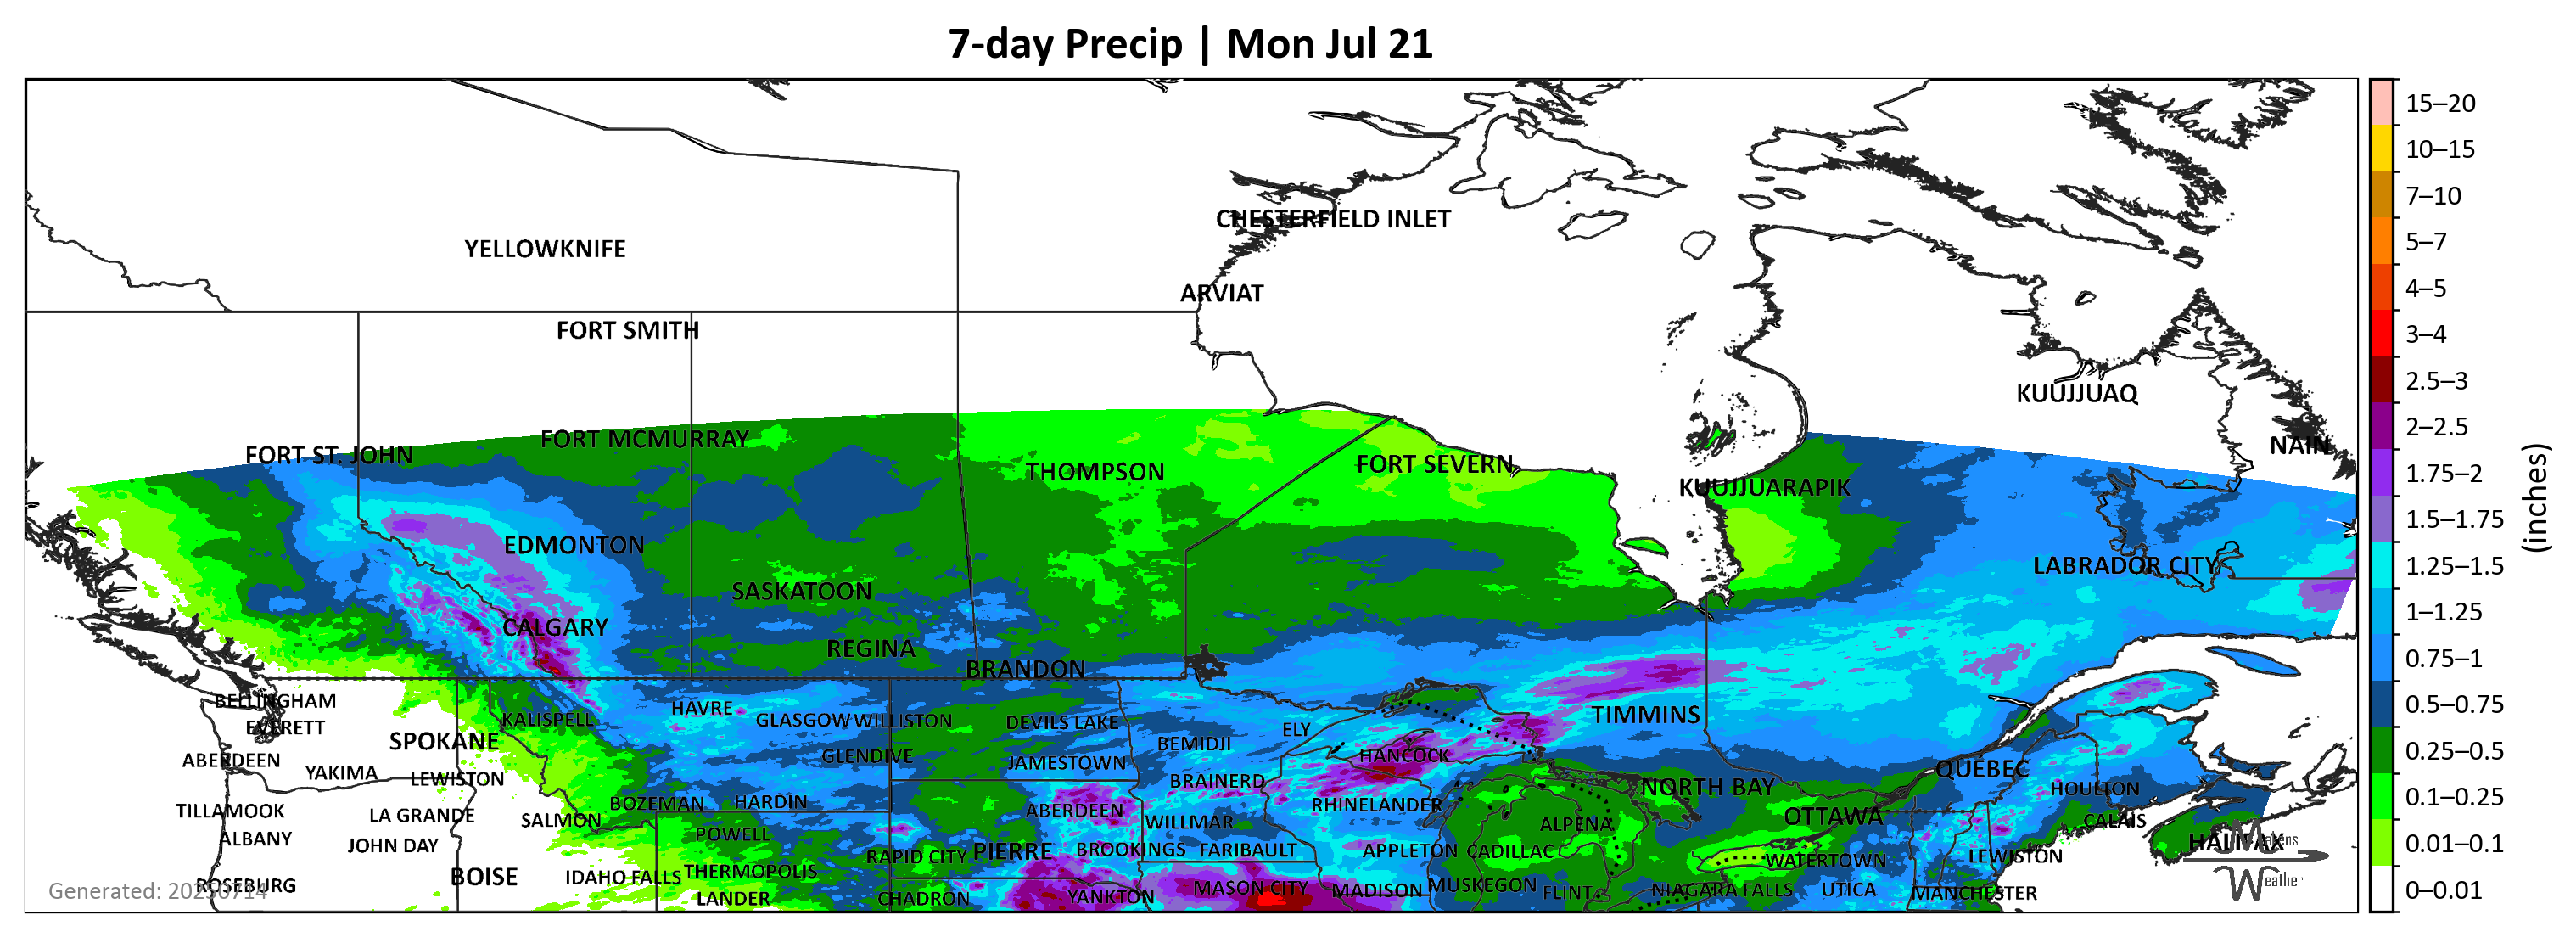 7-day Precip | Mon Jul 21
CHESTERFIELD INLET
YELLOWKNIFE
ARVIAT
FORT SMITH
KUUJJUAQ
FORT MCMURRAY
NAIN
FORT ST. JOHN
FORT SEVERN
THOMPSON
KUUJJUARAPIK
EDMONTON
LABRADOR CITY
SASKATOON
CALGARY
REGINA
BRANDON
BELLINGHAM
HAVRE
KALISPELL GLASGOW WILLISTON DEVILS LAKE
TIMMINS
EVERETT
ELY
SPOKANE
BEMIDJI
GLENDIVE
HANCOCK
ABERDEEN
JAMESTOWN
QUEBEC
YAKIMA LEWISTON
BRAINERD
NORTH BAY
HOULTON
BOZEMAN HARDIN
RHINELANDER
TILLAMOOK
ABERDEEN
LA GRANDE
OTTAWA
SALMON
WILLMAR
CALAIS
ALPENA
POWELL
ALBANY
HALIFAX
Mavens
JOHN DAY
BROOKINGS FARIBAULT
APPLETON CADILLAC
PIERRE
RAPID CITY
LEWISTON
WATERTOWN
THERMOPOLIS
BOISE
IDAHO FALLS
Weather
ROSEBURG
MUSKEGON
MASON CITY
MADISON
NIAGARA FALLS UTICA
Generated: 20250714
FLINT
MANCHESTER
YANKTON
LANDER
CHADRON
15–20
10–15
7–10
5–7
4–5
3–4
2.5–3
2–2.5
1.75–2
1.5–1.75
1.25–1.5
1–1.25
0.75–1
0.5–0.75
0.25–0.5
0.1–0.25
0.01–0.1
0–0.01
(inches)